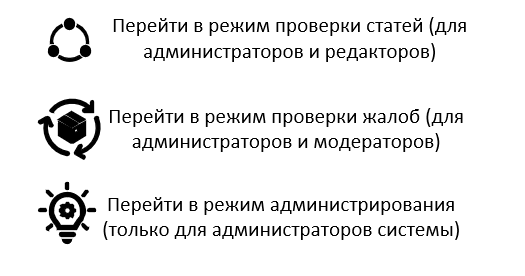 Перейти в режим проверки статей (для
администраторов и редакторов)
Перейти в режим проверки жалоб (для
администраторов и модераторов)
Перейти в режим администрирования
(только для администраторов системы)